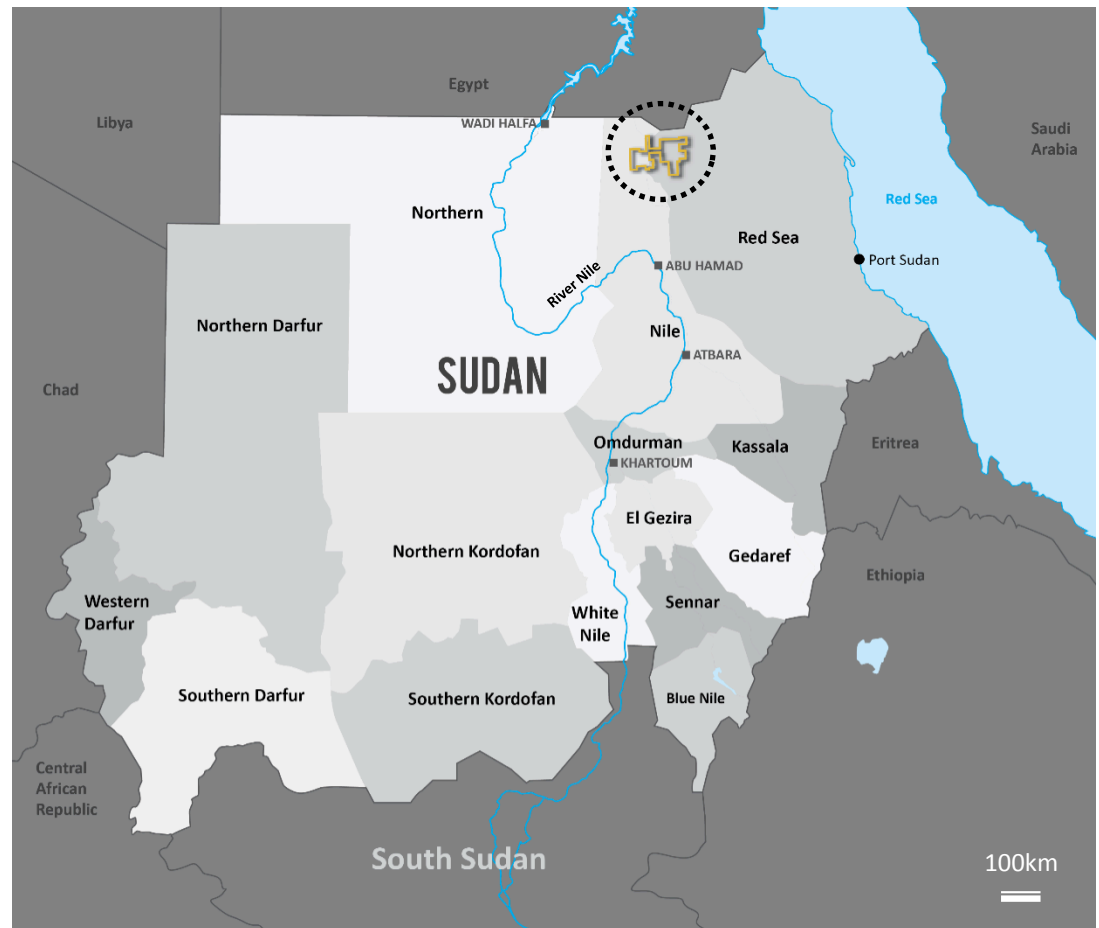 Egypt
Libya
WADI HALFA
Saudi
Arabia
Northern
Red Sea
Red Sea
Port Sudan
ABU HAMAD
River Nile
Northern Darfur
Nile
ATBARA
SUDAN
Chad
Omdurman
Kassala
Eritrea
KHARTOUM
El Gezira
Northern Kordofan
Gedaref
Ethiopia
Western
Darfur
Sennar
White
Nile
Southern Darfur
Southern Kordofan
Blue Nile
Central
African
Republic
South Sudan
100km